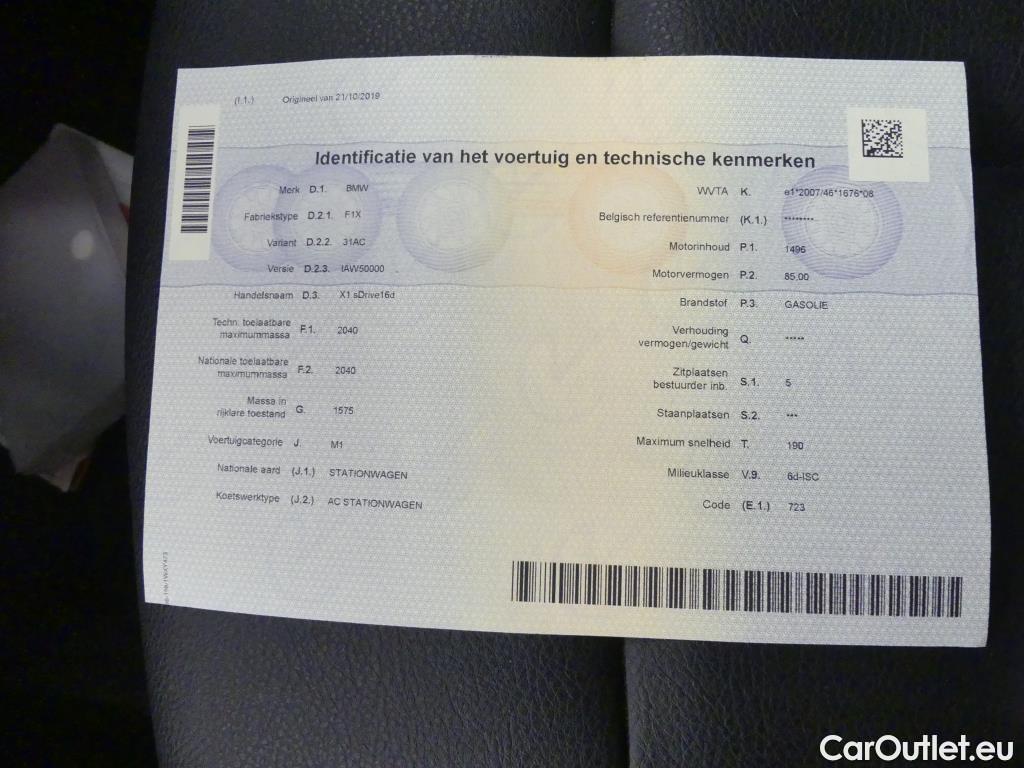 (I.1.) Origineel van 21/10/2019
Identificatie van het voertuig en technische kenmerken
Merk D.1. BMW
Fabriekstype D.2.1. F1X
Variant D.2.2. 31AC
Versie D.2.3. IAW50000
Handelsnaam D.3. X1 sDrive16d
Techn. toelaatbare
maximummassa F.1. 2040
Nationale toelaatbare
maximummassa F.2. 2040
Massa in
rijklare toestand G. 1575
Voertuigcategorie J. M1
Nationale aard (J.1.) STATIONWAGEN
Koetswerktype (J.2.) AC STATIONWAGEN
WVTA K. e1*2007/46*1676*08
Belgisch referentienummer (K.1.) ********
Motorinhoud P.1. 1496
Motorvermogen P.2. 85,00
Brandstof P.3. GASOLIE
Verhouding
vermogen/gewicht Q. *****
Zitplaatsen
bestuurder inb. S.1. 5
Staanplaatsen S.2. ***
Maximum snelheid T. 190
Milieuklasse V.9. 6d-ISC
Code (E.1.) 723
CarOutlet.eu